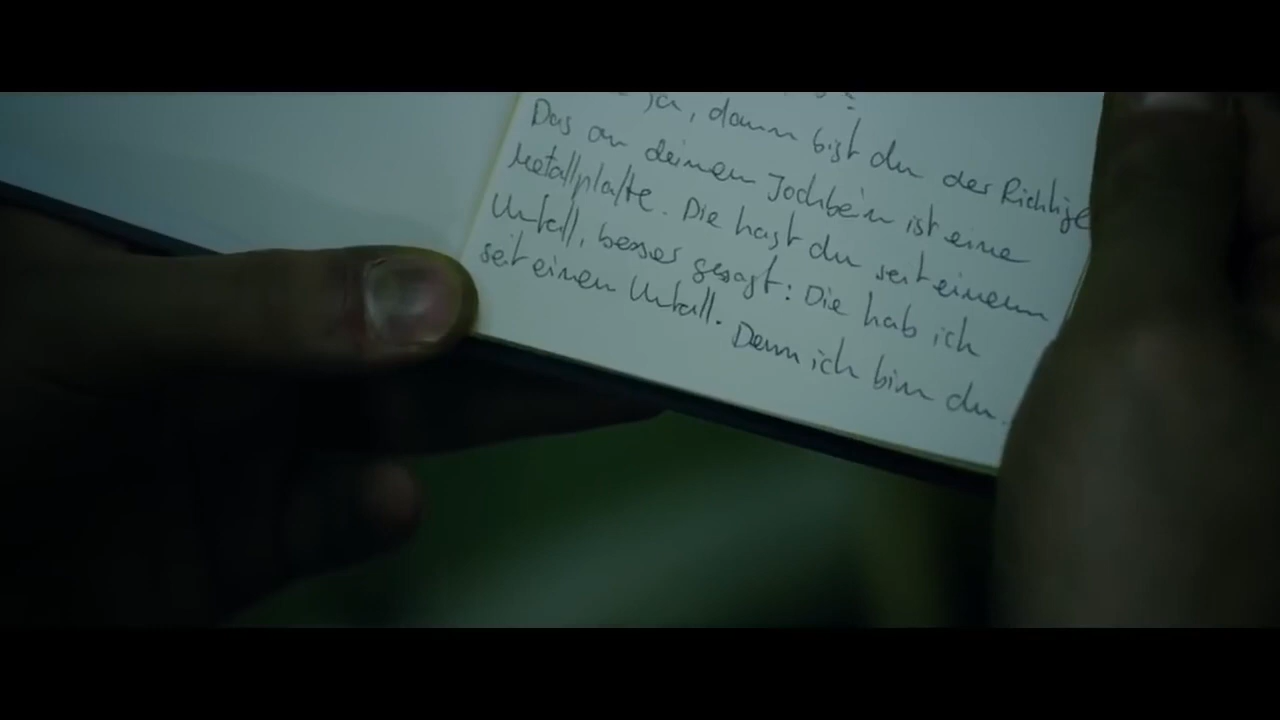 ja, dann bist du der Richtige
Das an deinem Jochbein ist eine
Metallplatte. Die hast du seit einem
Unfall, besser gesagt: Die hab ich
seit einem Unfall. Denn ich bin du.